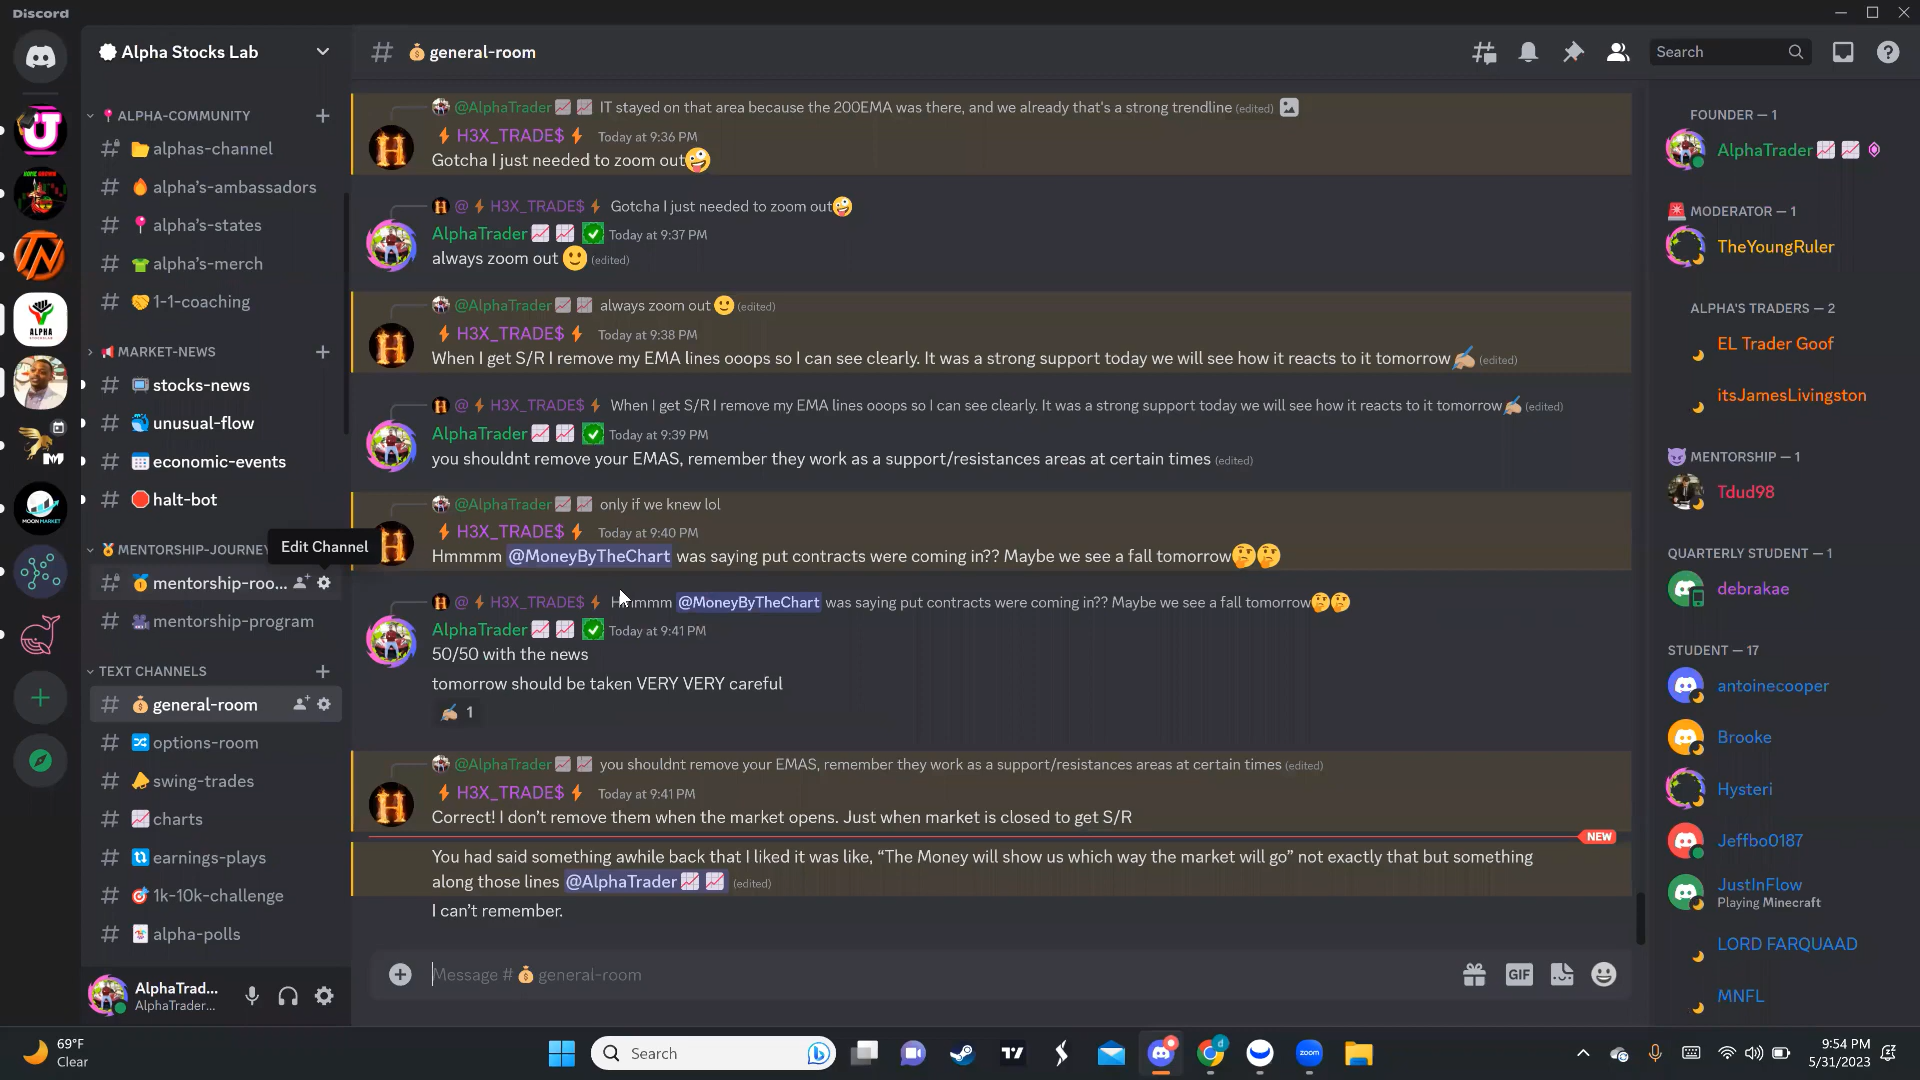 Discord
Alpha Stocks Lab
# general-room
Search
ALPHA-COMMUNITY
alphas-channel
alpha's-ambassadors
alpha's-states
alpha's-merch
1-1-coaching
MARKET-NEWS
stocks-news
unusual-flow
economic-events
halt-bot
MENTORSHIP-JOURNEY
Edit Channel
mentorship-roo...
mentorship-program
TEXT CHANNELS
general-room
options-room
swing-trades
charts
earnings-plays
1k-10k-challenge
alpha-polls
AlphaTrad...
AlphaTrader...
@AlphaTrader IT stayed on that area because the 200EMA was there, and we already that's a strong trendline (edited)
H3X_TRADE$ Today at 9:36 PM
Gotcha I just needed to zoom out
@ H3X_TRADE$ Gotcha I just needed to zoom out
AlphaTrader Today at 9:37 PM
always zoom out (edited)
@AlphaTrader always zoom out (edited)
H3X_TRADE$ Today at 9:38 PM
When I get S/R I remove my EMA lines ooops so I can see clearly. It was a strong support today we will see how it reacts to it tomorrow (edited)
@ H3X_TRADE$ When I get S/R I remove my EMA lines ooops so I can see clearly. It was a strong support today we will see how it reacts to it tomorrow (edited)
AlphaTrader Today at 9:39 PM
you shouldnt remove your EMAS, remember they work as a support/resistances areas at certain times (edited)
@AlphaTrader only if we knew lol
H3X_TRADE$ Today at 9:40 PM
Hmmmm @MoneyByTheChart was saying put contracts were coming in?? Maybe we see a fall tomorrow
@ H3X_TRADE$ Hmmmm @MoneyByTheChart was saying put contracts were coming in?? Maybe we see a fall tomorrow
AlphaTrader Today at 9:41 PM
50/50 with the news
tomorrow should be taken VERY VERY careful
1
@AlphaTrader you shouldnt remove your EMAS, remember they work as a support/resistances areas at certain times (edited)
H3X_TRADE$ Today at 9:41 PM
Correct! I don't remove them when the market opens. Just when market is closed to get S/R
NEW
You had said something awhile back that I liked it was like, “The Money will show us which way the market will go” not exactly that but something
along those lines @AlphaTrader (edited)
I can't remember.
Message # general-room
GIF
FOUNDER — 1
AlphaTrader
MODERATOR — 1
TheYoungRuler
ALPHA'S TRADERS — 2
EL Trader Goof
itsJamesLivingston
MENTORSHIP — 1
Tdud98
QUARTERLY STUDENT — 1
debrakae
STUDENT — 17
antoinecooper
Brooke
Hysteri
Jeffbo0187
JustInFlow
Playing Minecraft
LORD FARQUAAD
MNFL
ALPHA
MOON MARKET
69°F
Clear
Search
zoom
9:54 PM
5/31/2023